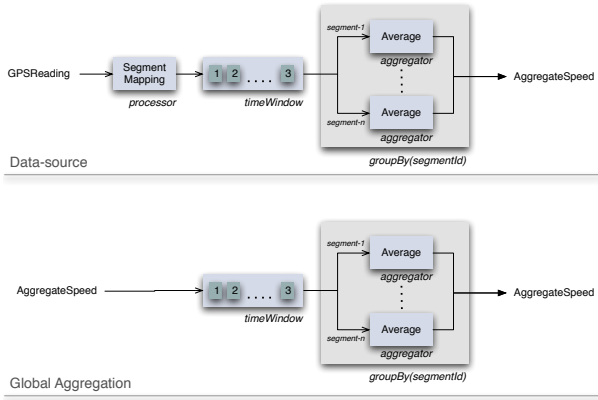 segment-1
Average
aggregator
GPSReading
Segment
Mapping
1 2 .... 3
AggregateSpeed
processor
timeWindow
Average
segment-n
aggregator
Data-source
groupBy(segmentId)
segment-1
Average
aggregator
AggregateSpeed
1 2 .... 3
AggregateSpeed
timeWindow
Average
segment-n
aggregator
groupBy(segmentId)
Global Aggregation